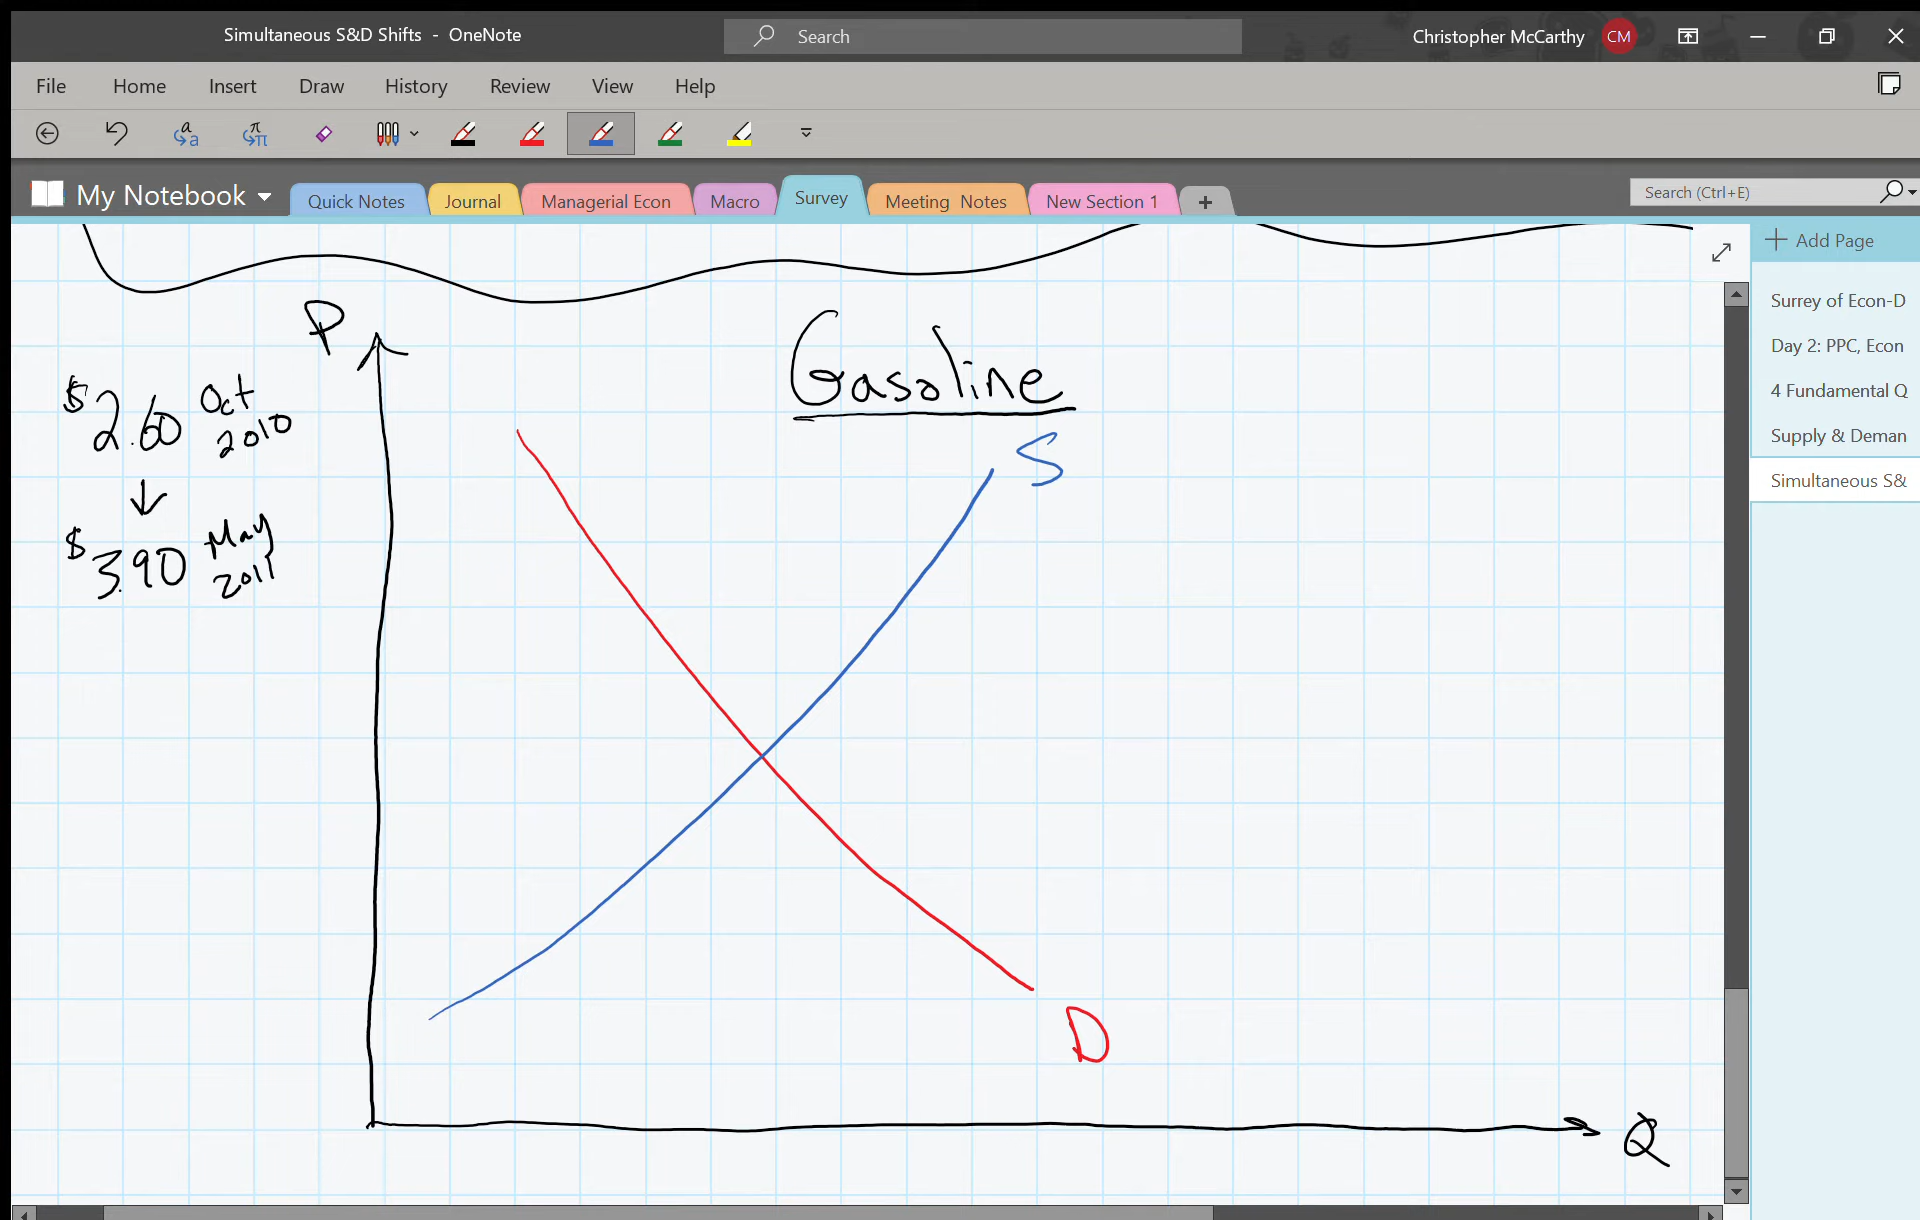 Simultaneous S&D Shifts - OneNote
Search
Christopher McCarthy CM
File Home Insert Draw History Review View Help
My Notebook
Quick Notes Journal Managerial Econ Macro Survey Meeting Notes New Section 1 +
Search (Ctrl+E)
Add Page
Surrey of Econ-D
Day 2: PPC, Econ
4 Fundamental Q
Supply & Deman
Simultaneous S&
P
Gasoline
$2.60 Oct 2010
↓
$3.90 May 2011
S
D
Q